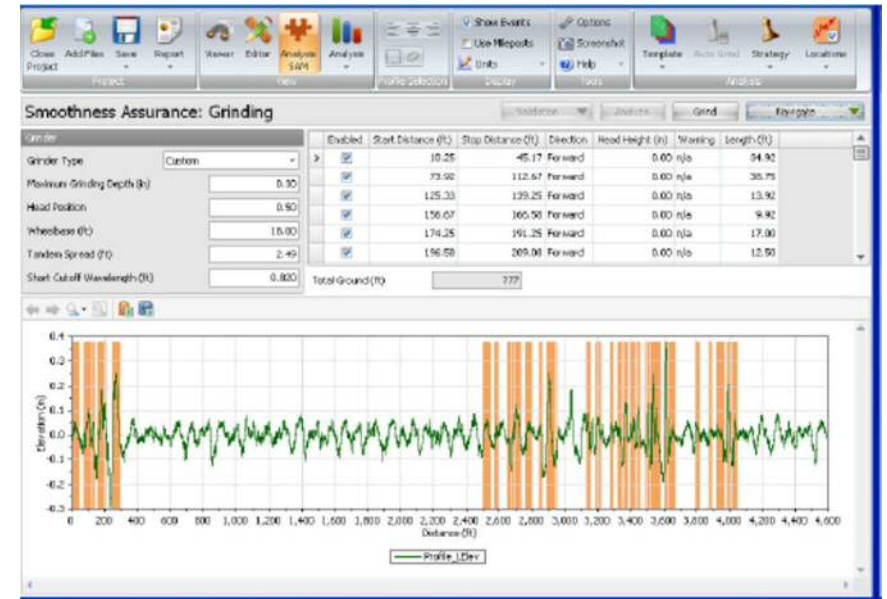 Close Project
Add Files
Save
Report
Viewer
Editor
Analysis SAM
Analysis
Show Events
Use Mileposts
Units
Options
Screenshot
Help
Template
Auto Grind
Strategy
Locations
Project
View
Profile Selection
Display
Tools
Analysis
Smoothness Assurance: Grinding
Analyze
Grind
Navigate
Grinder
Grinder Type Custom
Maximum Grinding Depth (in) 0.30
Head Position 0.50
Wheelbase (ft) 18.00
Tandem Spread (ft) 2.49
Short Cutoff Wavelength (ft) 0.820
Enabled Start Distance (ft) Stop Distance (ft) Direction Head Height (in) Warning Length (ft)
10.25 45.17 Forward 0.00 n/a 34.92
73.92 112.67 Forward 0.00 n/a 38.75
125.33 139.25 Forward 0.00 n/a 13.92
156.67 166.58 Forward 0.00 n/a 9.92
174.25 191.25 Forward 0.00 n/a 17.00
196.58 209.08 Forward 0.00 n/a 12.50
Total Ground (ft) 777
0.4
0.3
0.2
0.1
0.0
-0.1
-0.2
-0.3
Elevation (in)
0 200 400 600 800 1,000 1,200 1,400 1,600 1,800 2,000 2,200 2,400 2,600 2,800 3,000 3,200 3,400 3,600 3,800 4,000 4,200 4,400 4,600
Distance (ft)
Profile_LElev